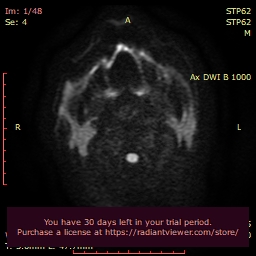 Im: 1/48
Se: 4
A
STP62
STP62
M
Ax DWI B 1000
R
L
You have 30 days left in your trial period.
Purchase a license at https://radiantviewer.com/store/